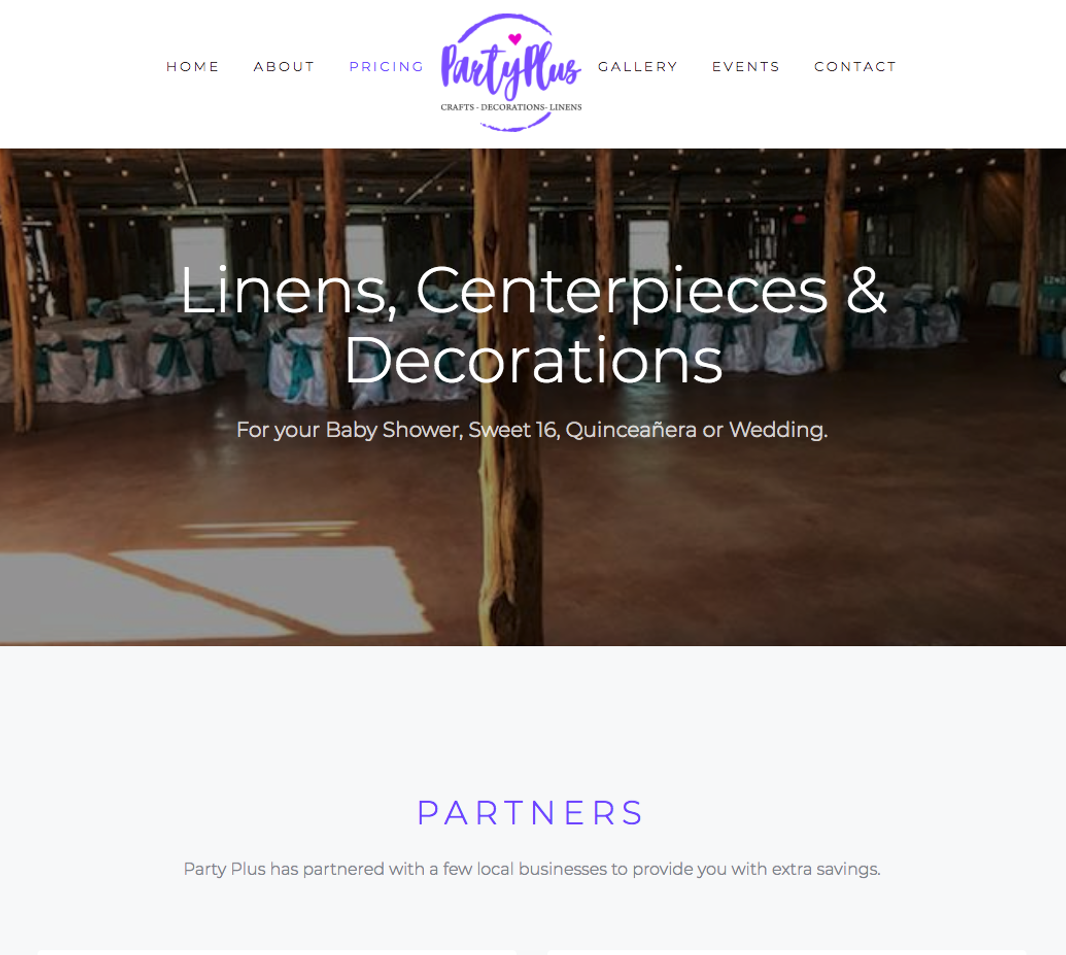 HOME ABOUT PRICING
PartyPlus
CRAFTS - DECORATIONS- LINENS
GALLERY EVENTS CONTACT
Linens, Centerpieces &
Decorations
For your Baby Shower, Sweet 16, Quinceañera or Wedding.
PARTNERS
Party Plus has partnered with a few local businesses to provide you with extra savings.